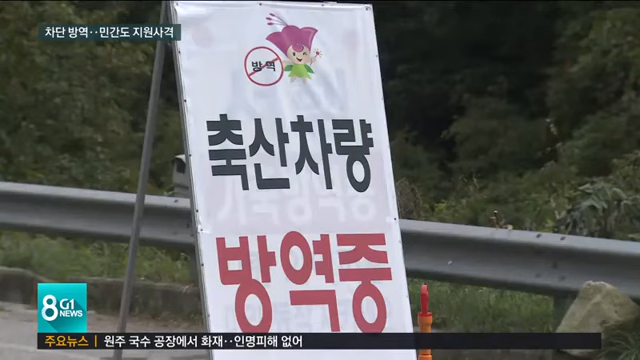 차단 방역‥민간도 지원사격
방역
축산차량
방역중
8 G1 NEWS
주요뉴스 원주 국수 공장에서 화재‥인명피해 없어